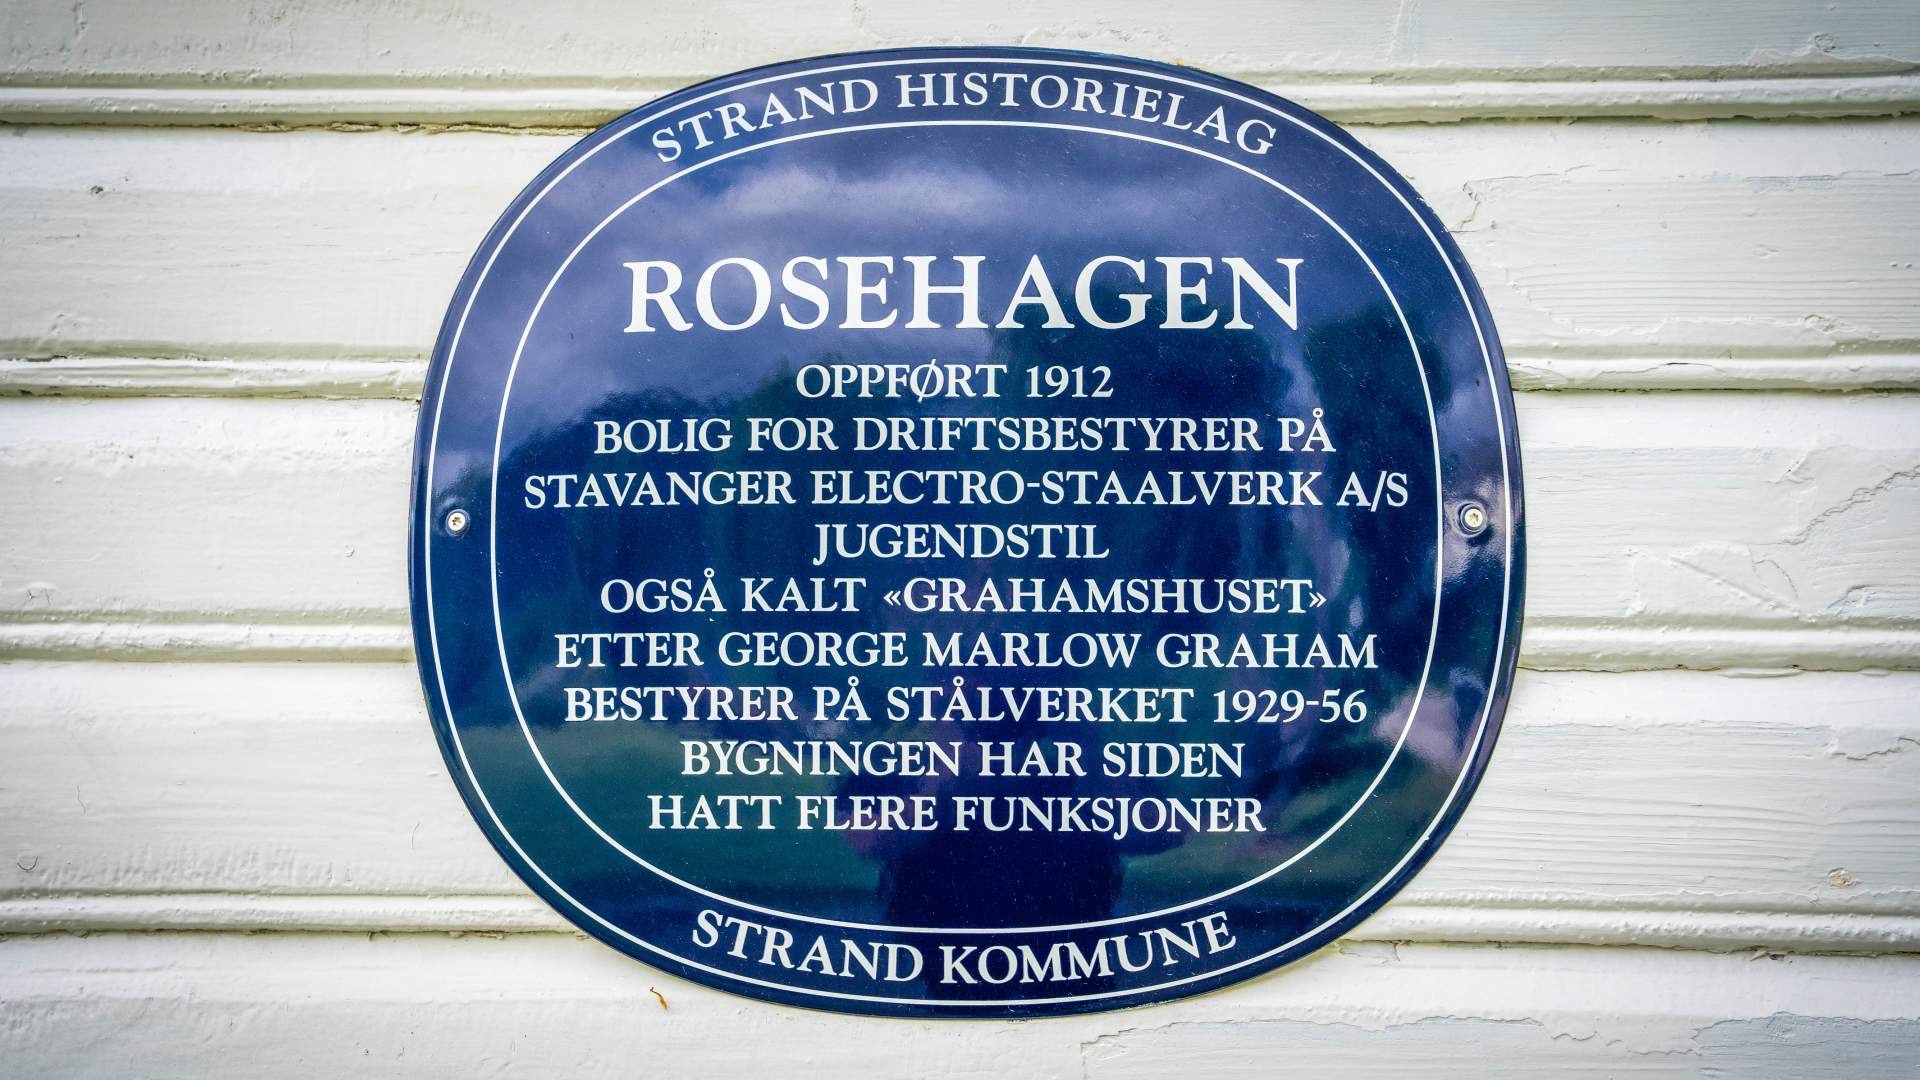 STRAND HISTORIELAG
ROSEHAGEN
OPPFØRT 1912
BOLIG FOR DRIFTSBESTYRER PÅ
STAVANGER ELECTRO-STAALVERK A/S
JUGENDSTIL
OGSÅ KALT «GRAHAMSHUSET»
ETTER GEORGE MARLOW GRAHAM
BESTYRER PÅ STÅLVERKET 1929-56
BYGNINGEN HAR SIDEN
HATT FLERE FUNKSJONER
STRAND KOMMUNE